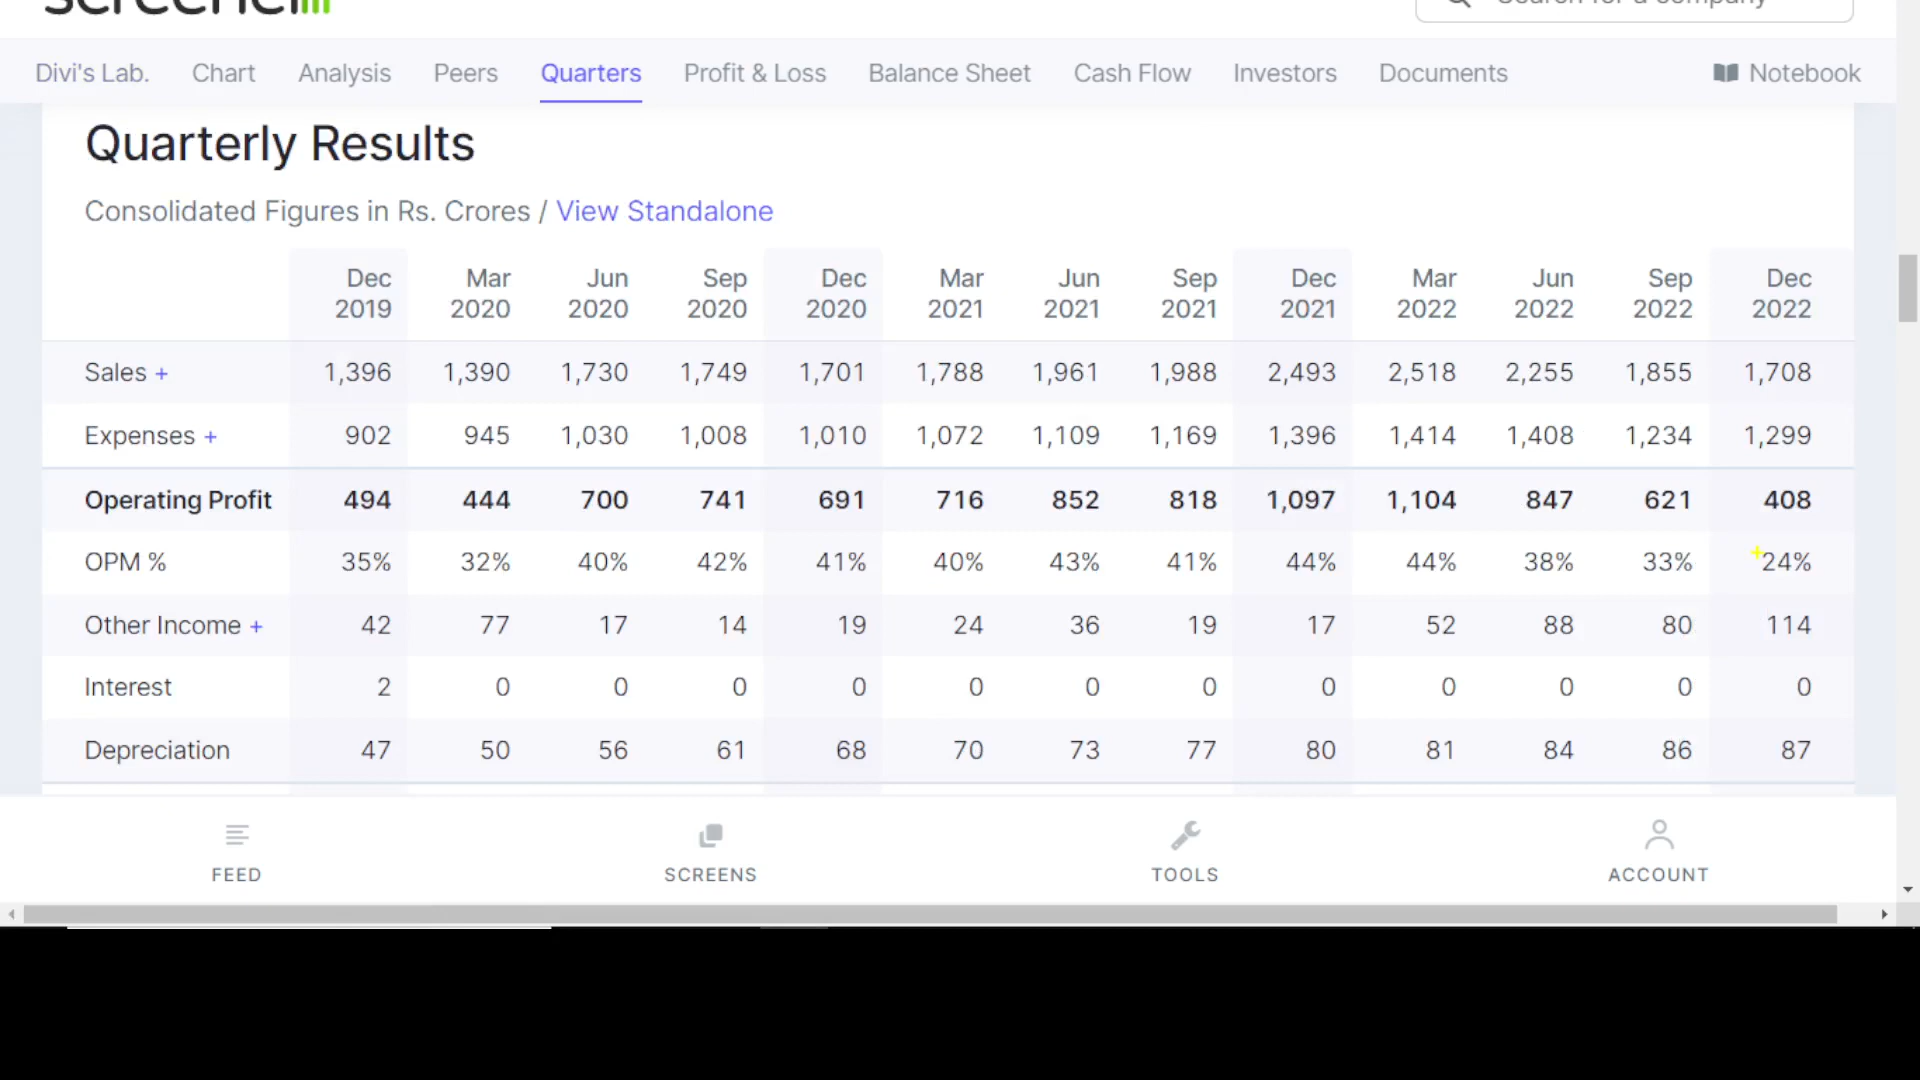 screener
Search for a company
Divi's Lab. Chart Analysis Peers Quarters Profit & Loss Balance Sheet Cash Flow Investors Documents Notebook
Quarterly Results
Consolidated Figures in Rs. Crores / View Standalone
Dec 2019 Mar 2020 Jun 2020 Sep 2020 Dec 2020 Mar 2021 Jun 2021 Sep 2021 Dec 2021 Mar 2022 Jun 2022 Sep 2022 Dec 2022
Sales + 1,396 1,390 1,730 1,749 1,701 1,788 1,961 1,988 2,493 2,518 2,255 1,855 1,708
Expenses + 902 945 1,030 1,008 1,010 1,072 1,109 1,169 1,396 1,414 1,408 1,234 1,299
Operating Profit 494 444 700 741 691 716 852 818 1,097 1,104 847 621 408
OPM % 35% 32% 40% 42% 41% 40% 43% 41% 44% 44% 38% 33% 24%
Other Income + 42 77 17 14 19 24 36 19 17 52 88 80 114
Interest 2 0 0 0 0 0 0 0 0 0 0 0 0
Depreciation 47 50 56 61 68 70 73 77 80 81 84 86 87
FEED SCREENS TOOLS ACCOUNT